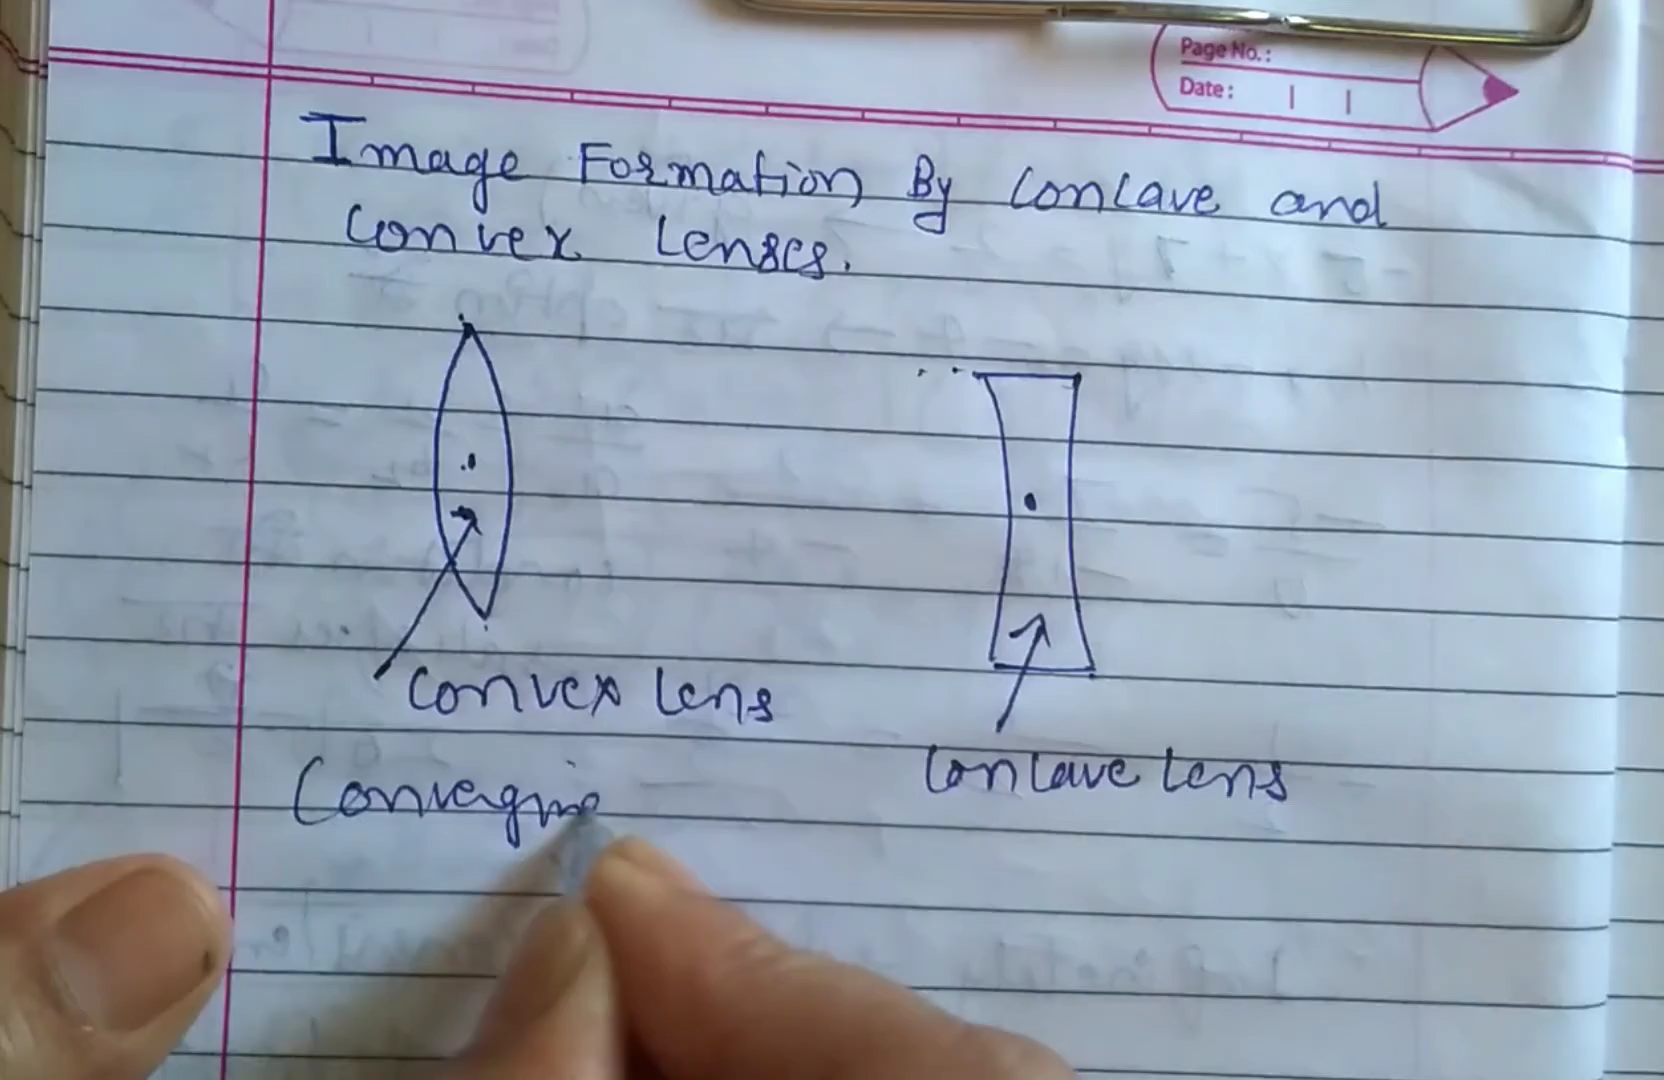 Page No.:
Date:
Image Formation By Concave and
Convex Lenses.
Convex Lens
Concave Lens